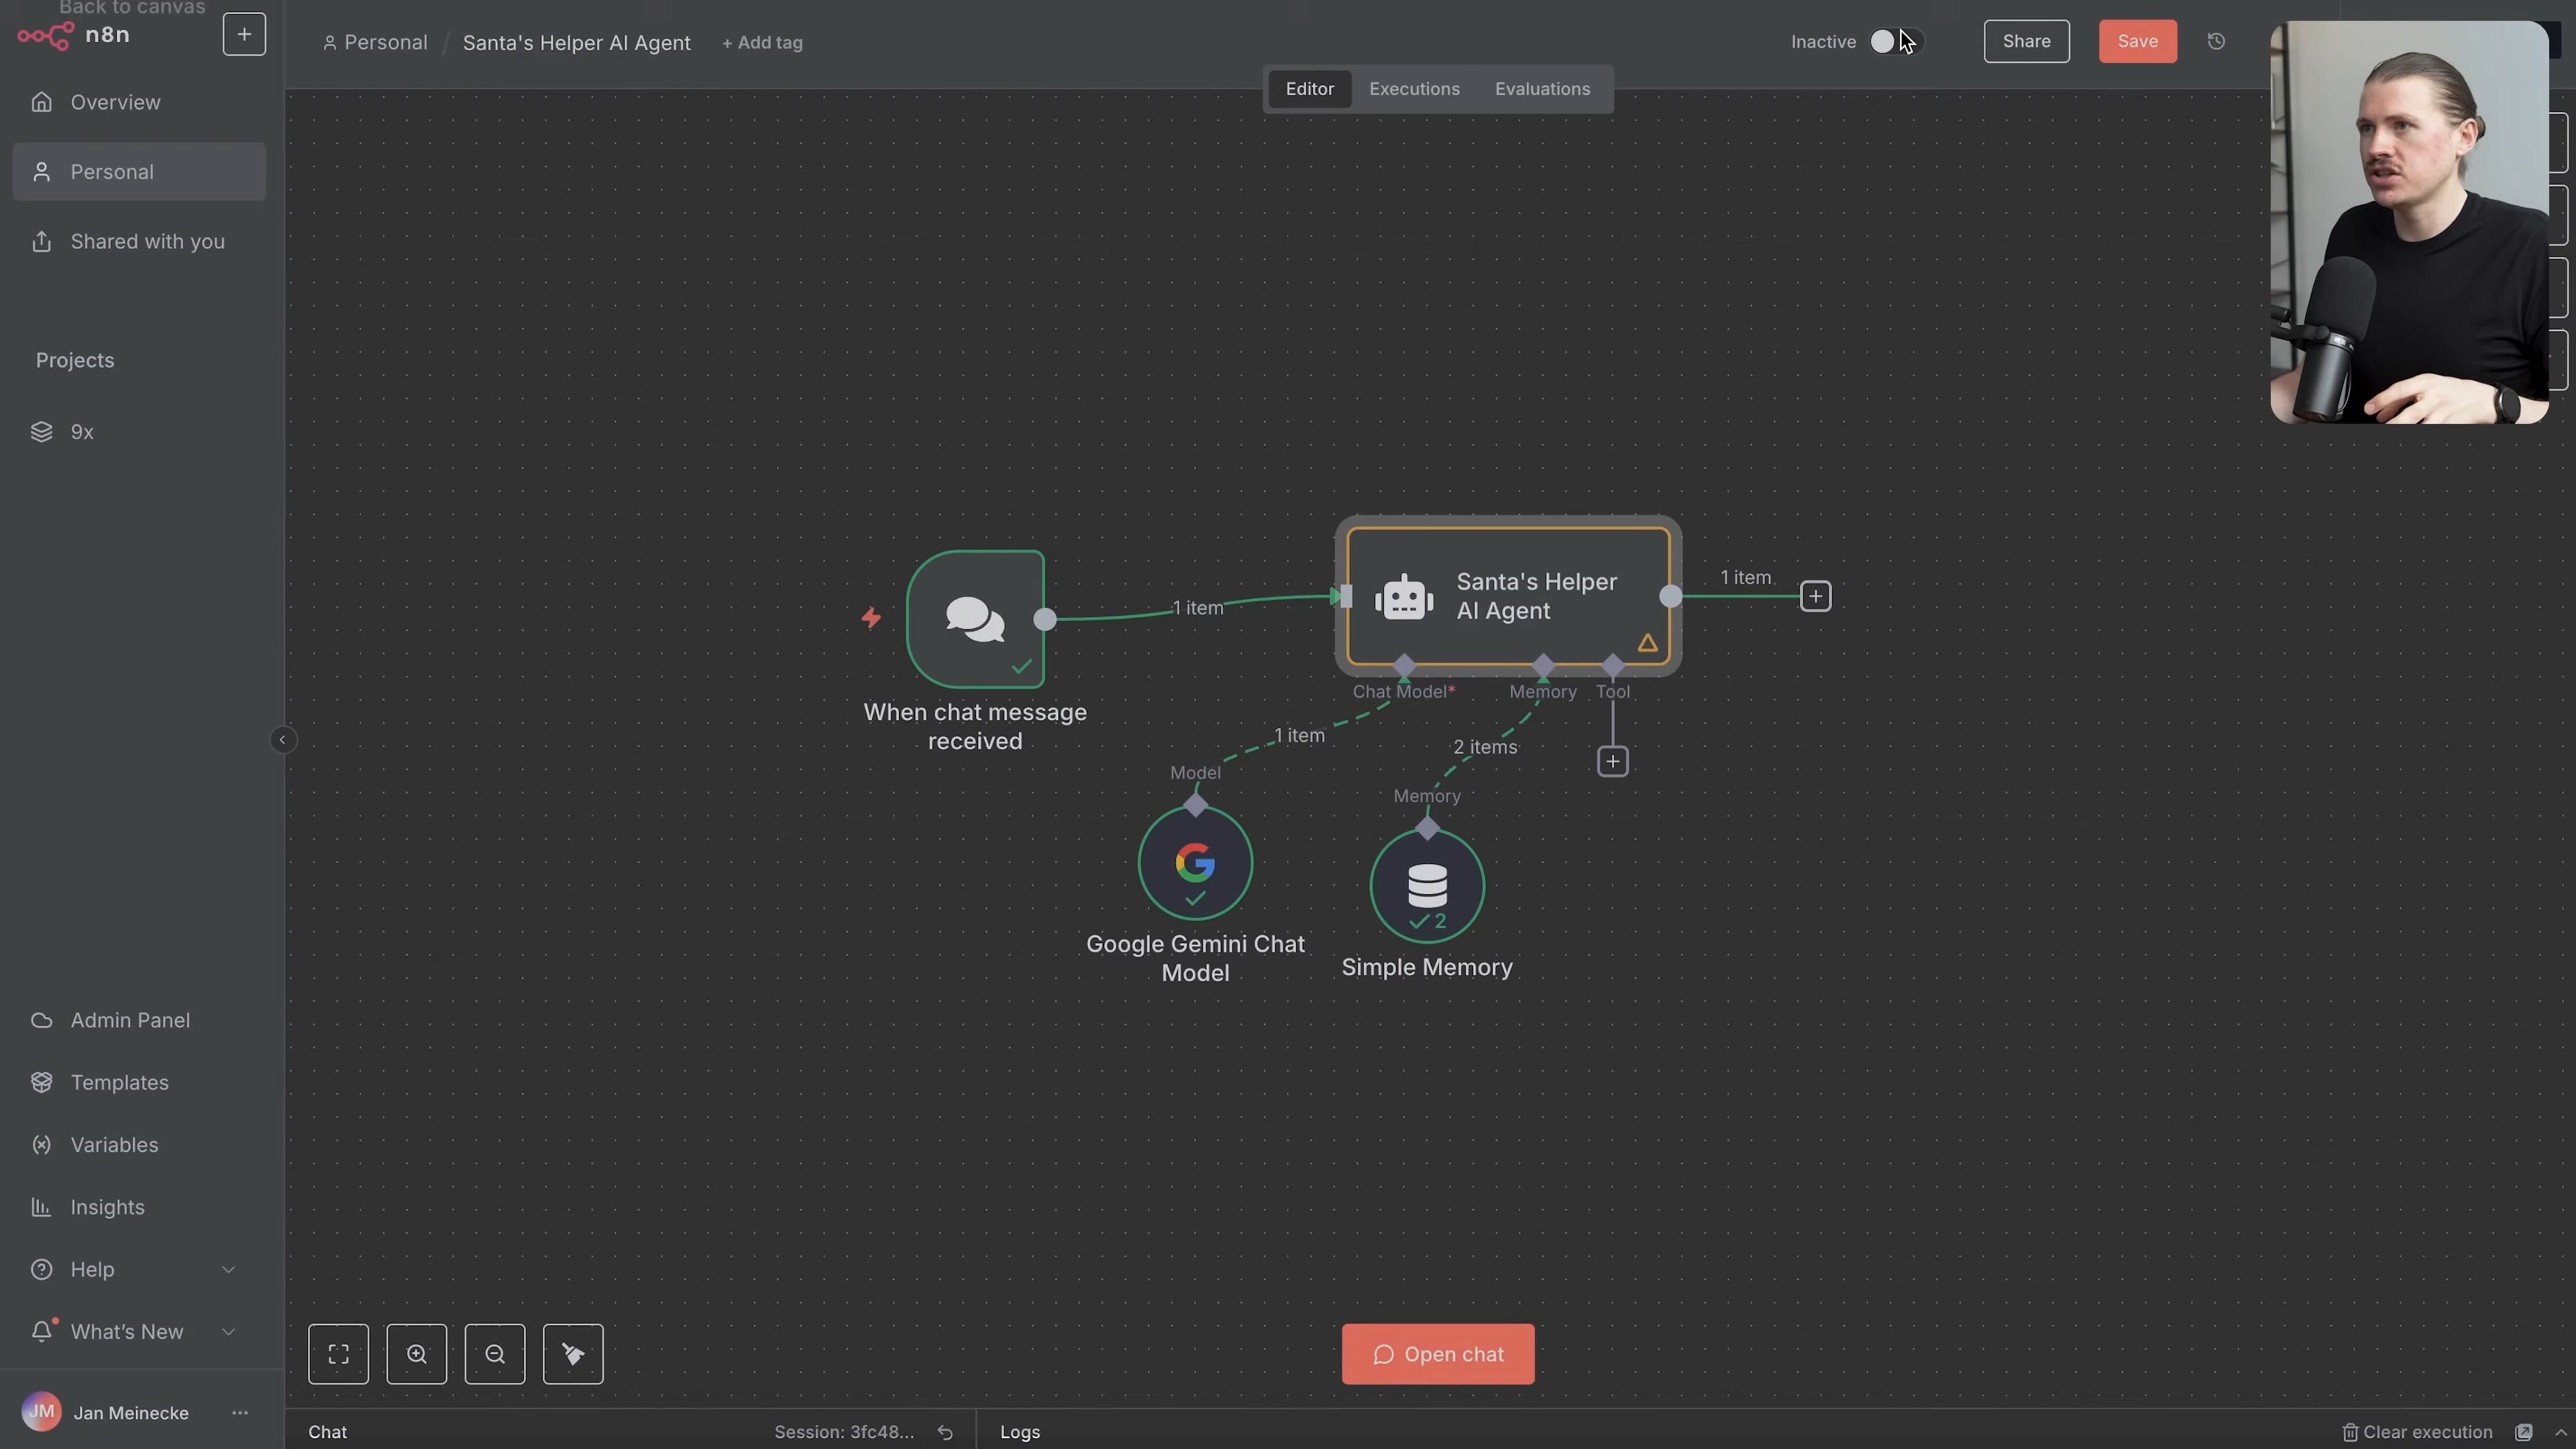 Back to canvas
n8n
Personal / Santa's Helper AI Agent + Add tag
Inactive
Share
Save
Editor
Executions
Evaluations
Overview
Personal
Shared with you
Projects
9x
1 item
Santa's Helper
AI Agent
1 item
When chat message
received
Chat Model*
Memory
Tool
1 item
2 items
Model
Memory
2
Google Gemini Chat
Model
Simple Memory
Admin Panel
Templates
Variables
Insights
Help
What's New
Open chat
JM
Jan Meinecke
Chat
Session: 3fc48...
Logs
Clear execution